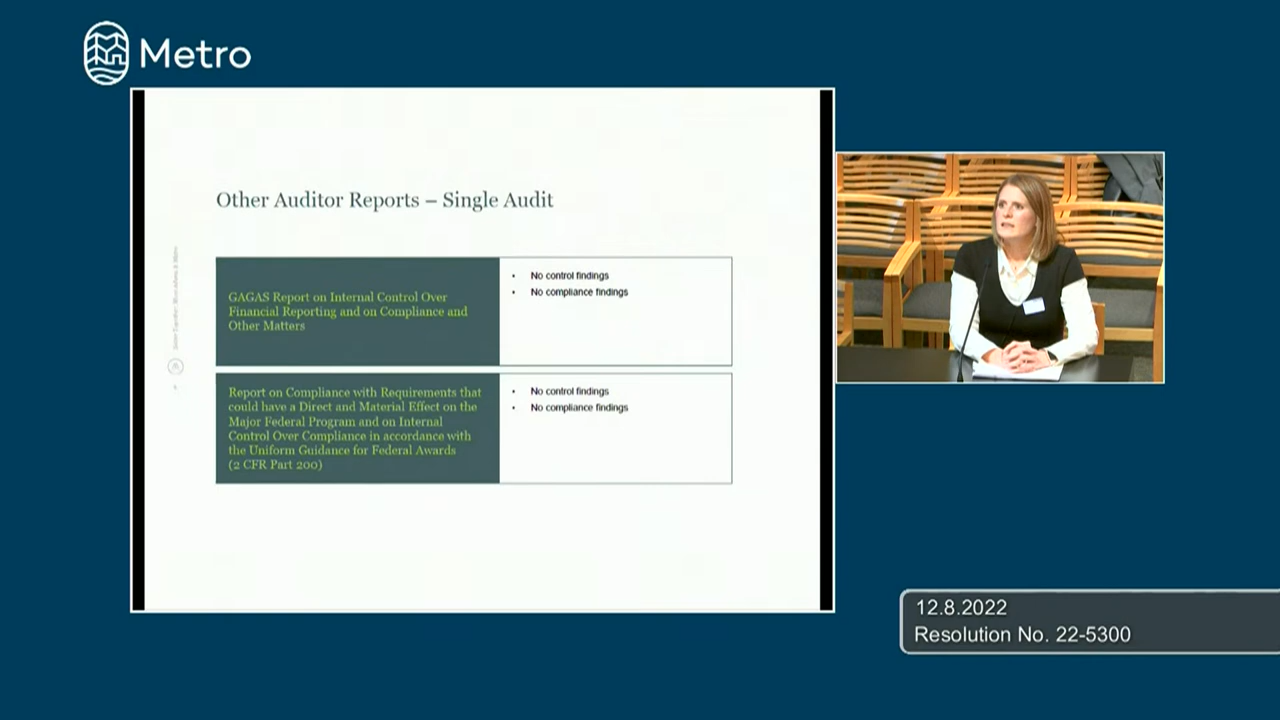 Metro
Other Auditor Reports – Single Audit
GAGAS Report on Internal Control Over
Financial Reporting and on Compliance and
Other Matters
• No control findings
• No compliance findings
Report on Compliance with Requirements that
could have a Direct and Material Effect on the
Major Federal Program and on Internal
Control Over Compliance in accordance with
the Uniform Guidance for Federal Awards
(2 CFR Part 200)
• No control findings
• No compliance findings
12.8.2022
Resolution No. 22-5300